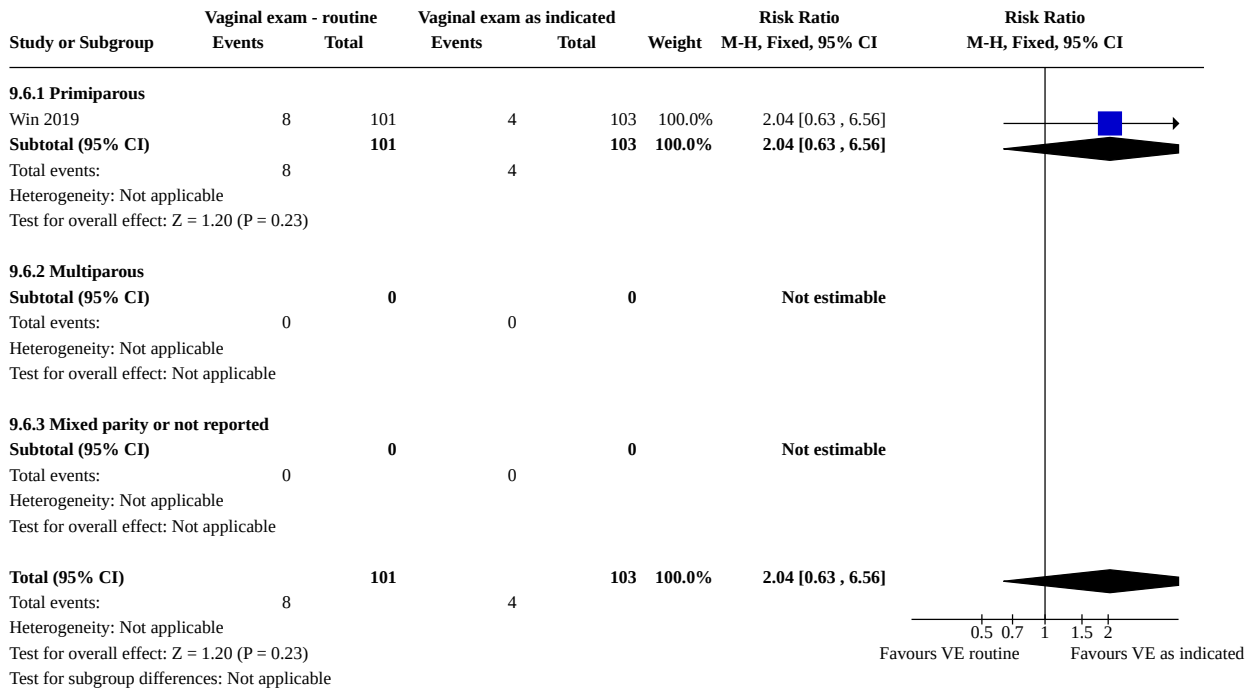 Vaginal exam - routine Vaginal exam as indicated Risk Ratio Risk Ratio
Study or Subgroup Events Total Events Total Weight M-H, Fixed, 95% CI M-H, Fixed, 95% CI
9.6.1 Primiparous
Win 2019 8 101 4 103 100.0% 2.04 [0.63 , 6.56]
Subtotal (95% CI) 101 103 100.0% 2.04 [0.63 , 6.56]
Total events: 8 4
Heterogeneity: Not applicable
Test for overall effect: Z = 1.20 (P = 0.23)
9.6.2 Multiparous
Subtotal (95% CI) 0 0 Not estimable
Total events: 0 0
Heterogeneity: Not applicable
Test for overall effect: Not applicable
9.6.3 Mixed parity or not reported
Subtotal (95% CI) 0 0 Not estimable
Total events: 0 0
Heterogeneity: Not applicable
Test for overall effect: Not applicable
Total (95% CI) 101 103 100.0% 2.04 [0.63 , 6.56]
Total events: 8 4
Heterogeneity: Not applicable 0.5 0.7 1 1.5 2
Test for overall effect: Z = 1.20 (P = 0.23) Favours VE routine Favours VE as indicated
Test for subgroup differences: Not applicable